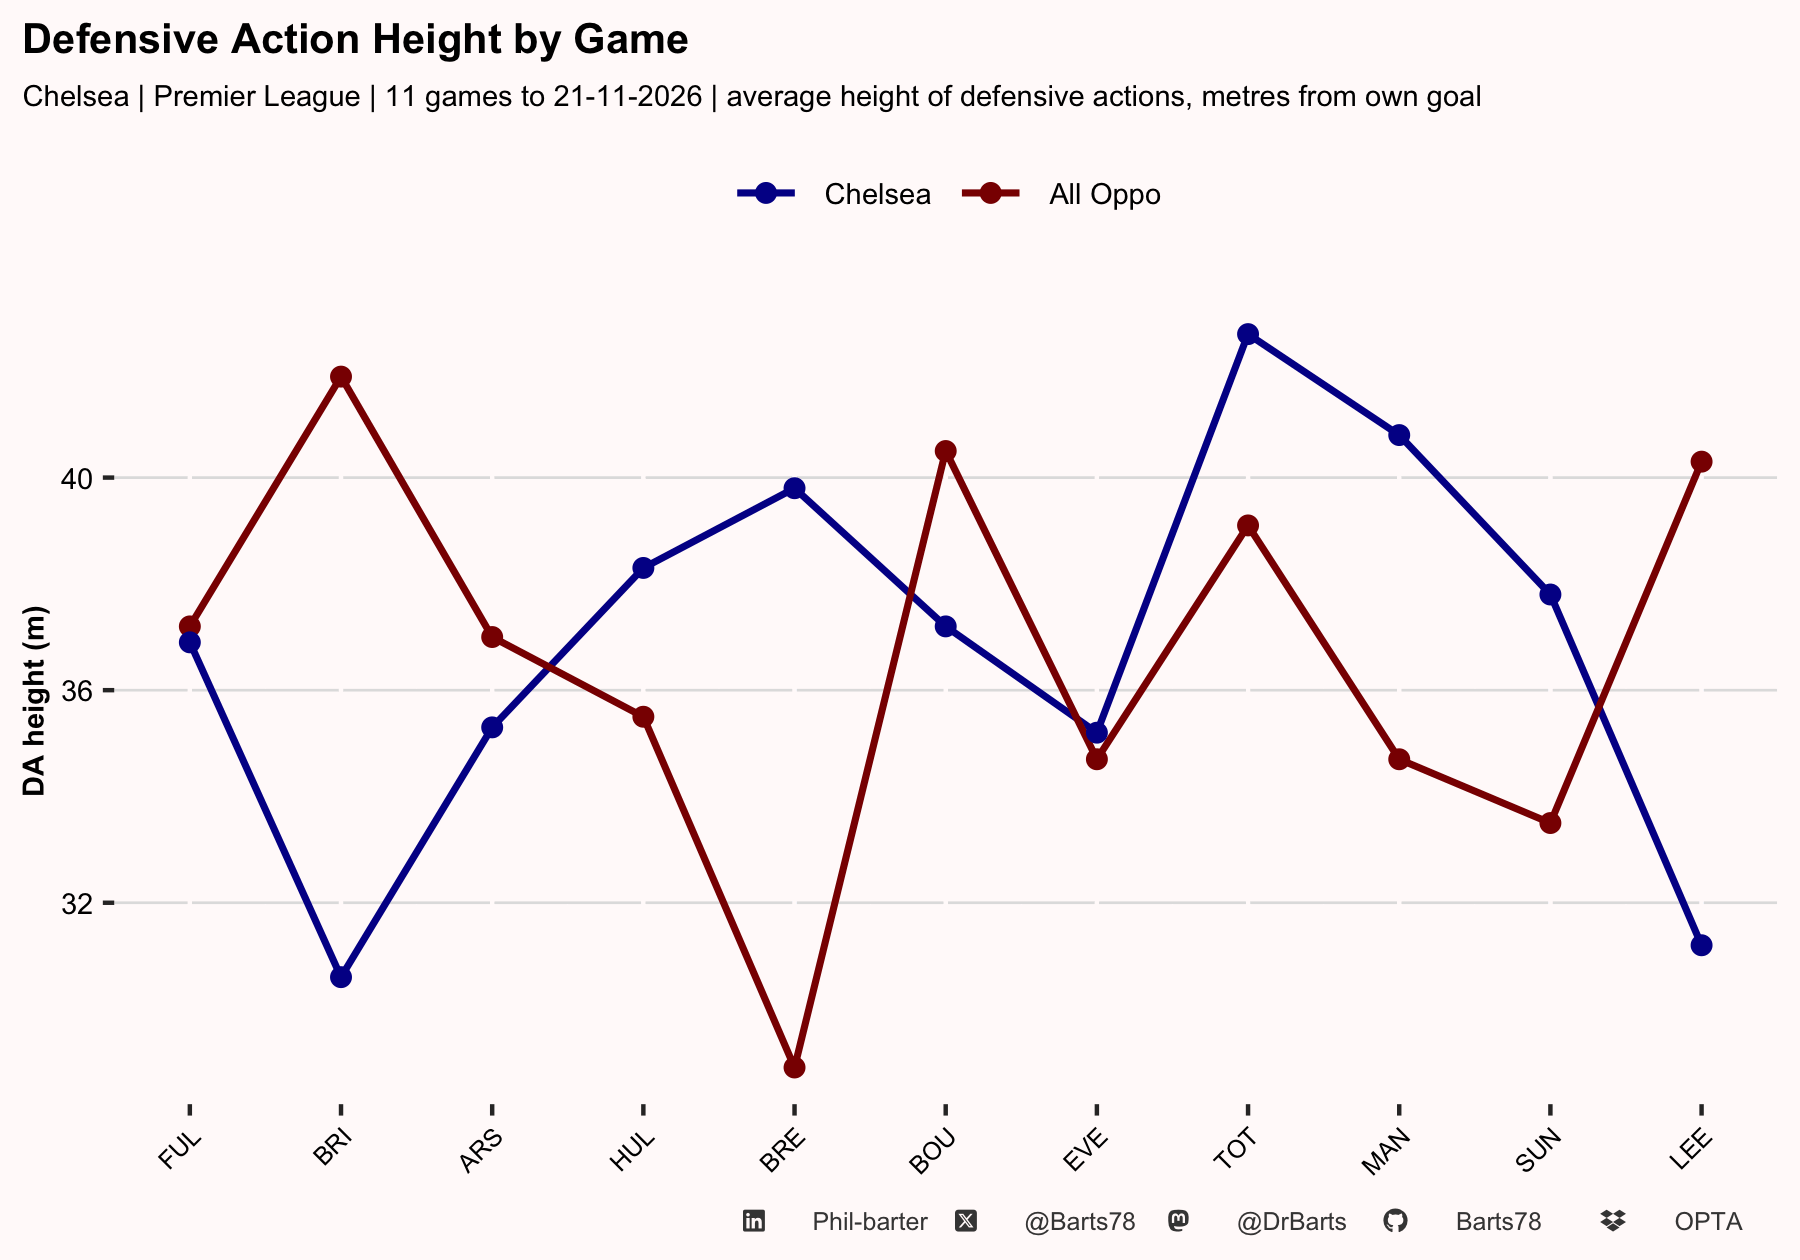 Defensive Action Height by Game
Chelsea | Premier League | 11 games to 21-11-2026 | average height of defensive actions, metres from own goal
Chelsea All Oppo
DA height (m)
40
36
32
FUL BRI ARS HUL BRE BOU EVE TOT MAN SUN LEE
Phil-barter @Barts78 @DrBarts Barts78 OPTA